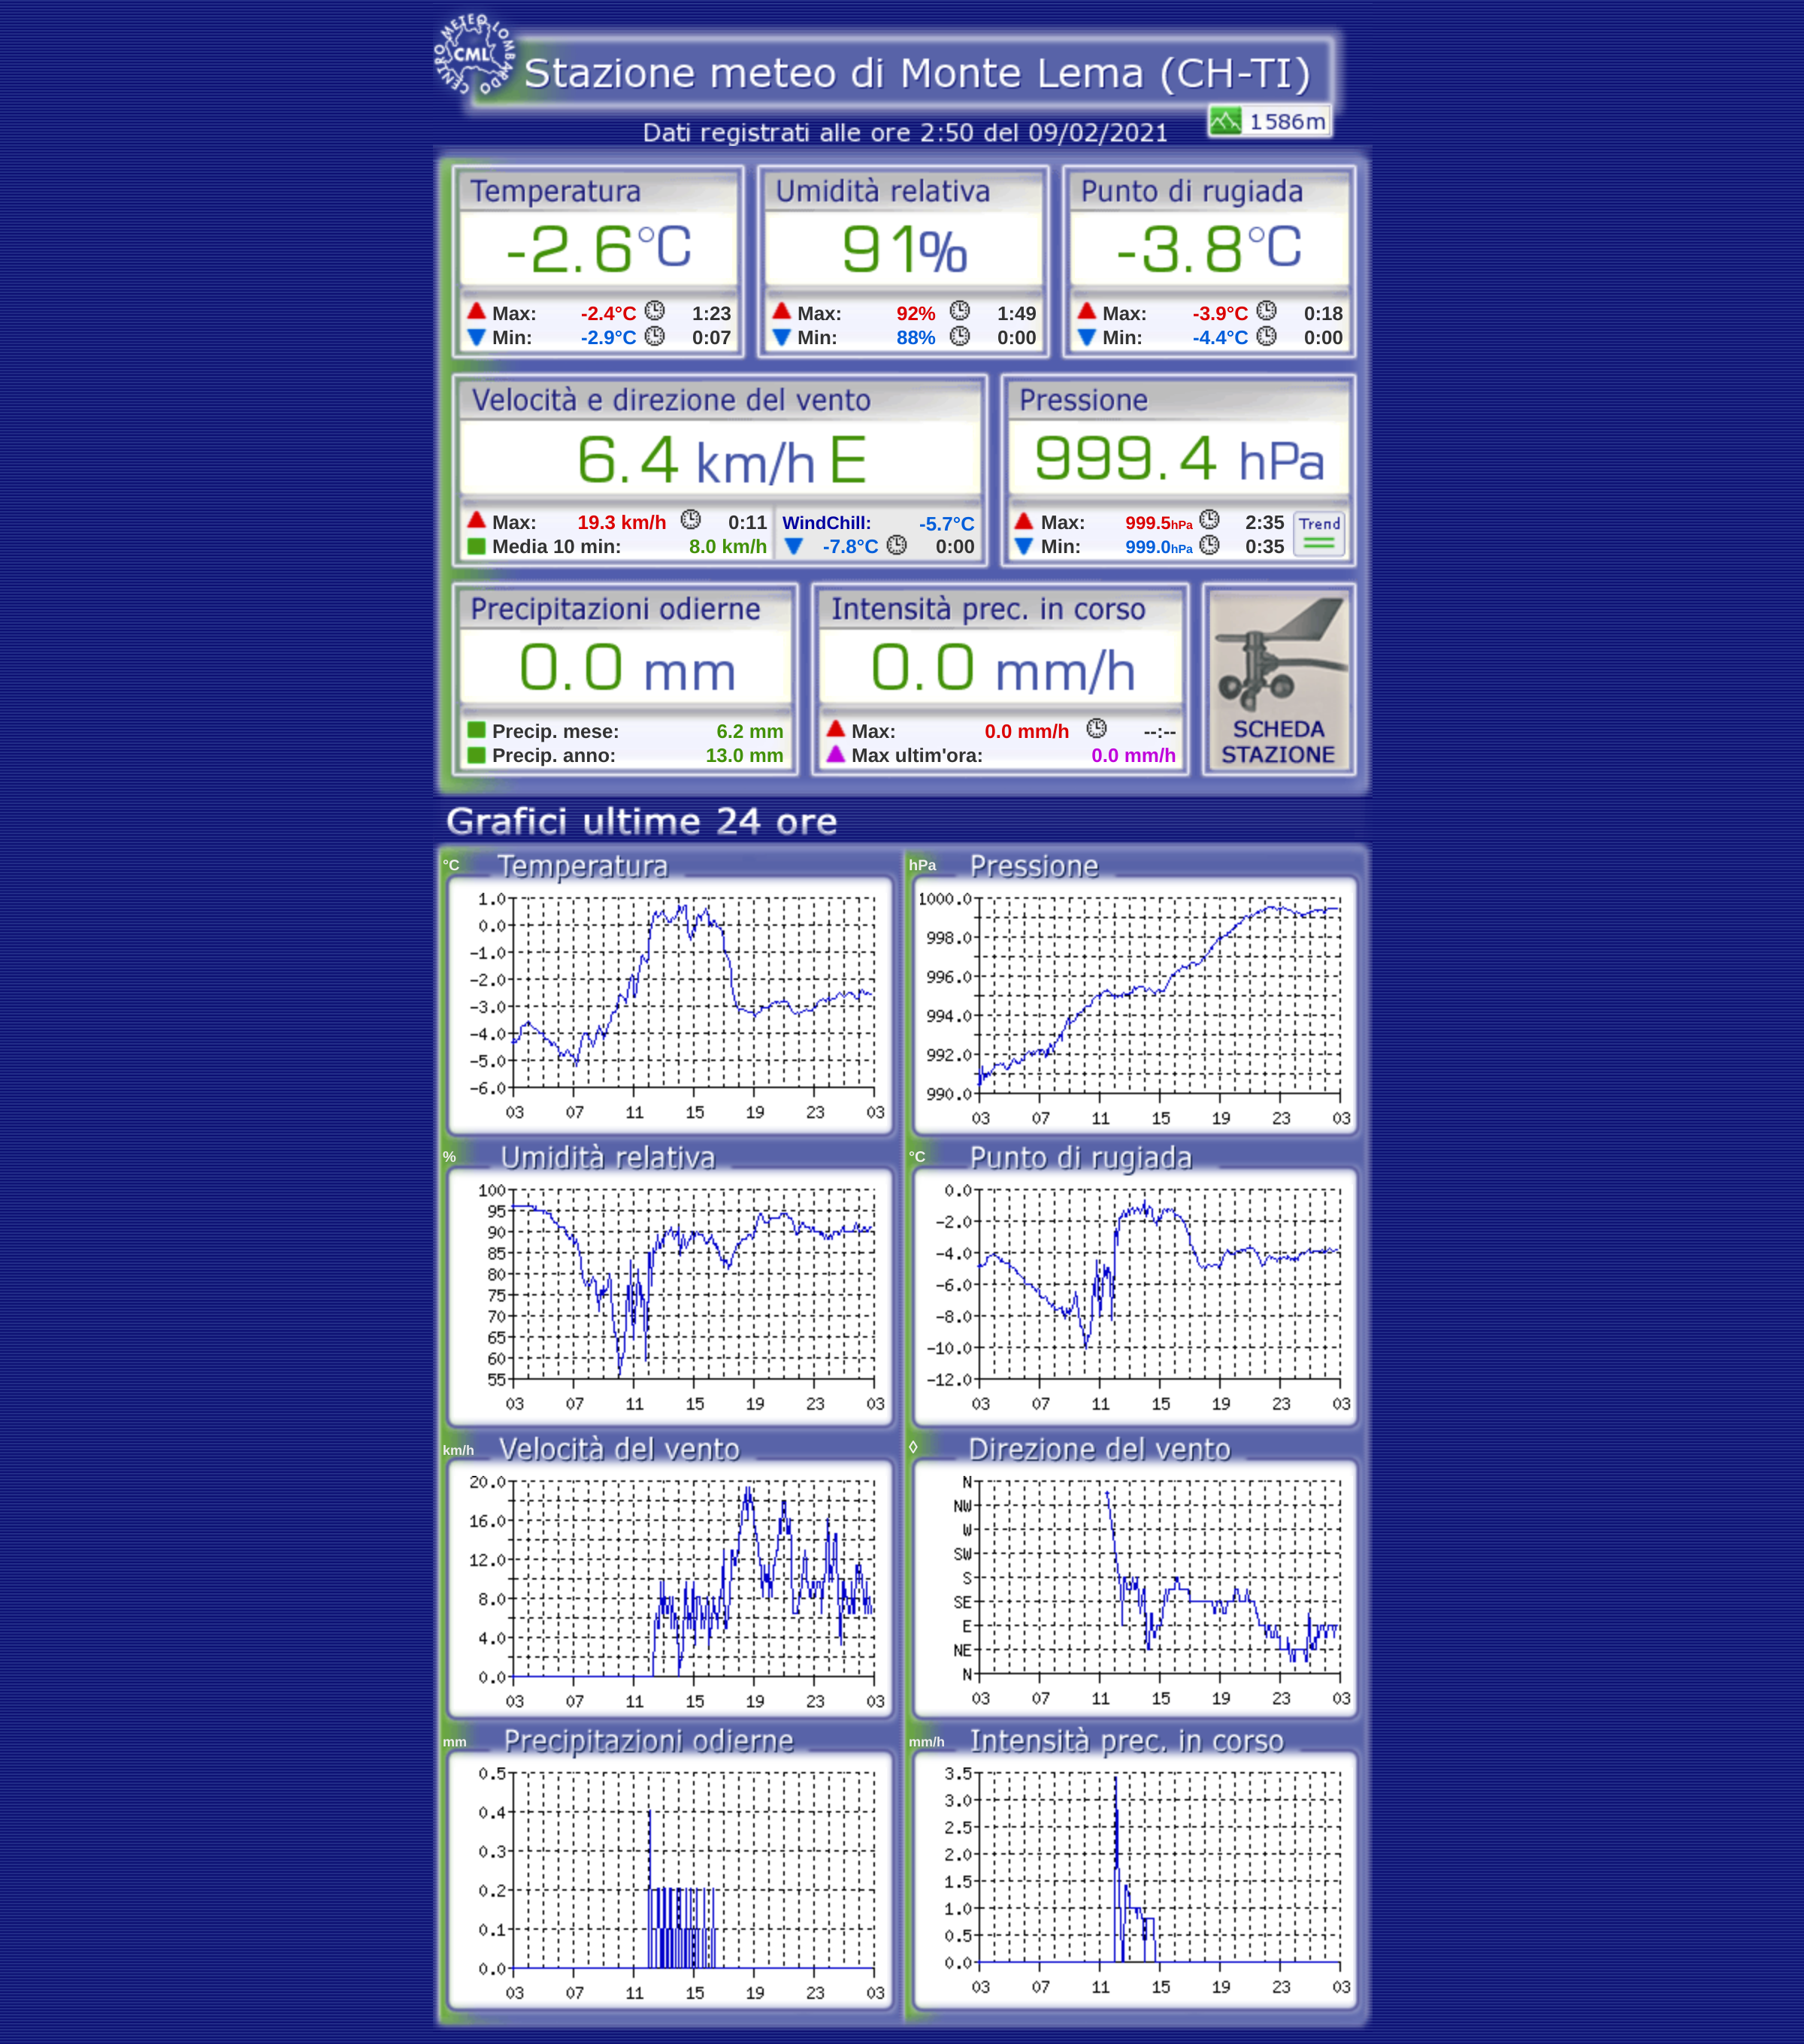 CENTRO METEO LOMBARDO
CML
Stazione meteo di Monte Lema (CH-TI)
1586m
Dati registrati alle ore 2:50 del 09/02/2021
Temperatura Umidità relativa Punto di rugiada
-2.6°C 91% -3.8°C
Max: -2.4°C 1:23 Max: 92% 1:49 Max: -3.9°C 0:18
Min: -2.9°C 0:07 Min: 88% 0:00 Min: -4.4°C 0:00
Velocità e direzione del vento Pressione
6.4 km/h E 999.4 hPa
Max: 19.3 km/h 0:11 WindChill: -5.7°C Max: 999.5hPa 2:35 Trend
Media 10 min: 8.0 km/h -7.8°C 0:00 Min: 999.0hPa 0:35
Precipitazioni odierne Intensità prec. in corso
0.0 mm 0.0 mm/h
Precip. mese: 6.2 mm Max: 0.0 mm/h --:-- SCHEDA
Precip. anno: 13.0 mm Max ultim'ora: 0.0 mm/h STAZIONE
Grafici ultime 24 ore
°C Temperatura
1.0
0.0
-1.0
-2.0
-3.0
-4.0
-5.0
-6.0
03 07 11 15 19 23 03
hPa Pressione
1000.0
998.0
996.0
994.0
992.0
990.0
03 07 11 15 19 23 03
% Umidità relativa
100
95
90
85
80
75
70
65
60
55
03 07 11 15 19 23 03
°C Punto di rugiada
0.0
-2.0
-4.0
-6.0
-8.0
-10.0
-12.0
03 07 11 15 19 23 03
km/h Velocità del vento
20.0
16.0
12.0
8.0
4.0
0.0
03 07 11 15 19 23 03
◊ Direzione del vento
N
NW
W
SW
S
SE
E
NE
N
03 07 11 15 19 23 03
mm Precipitazioni odierne
0.5
0.4
0.3
0.2
0.1
0.0
03 07 11 15 19 23 03
mm/h Intensità prec. in corso
3.5
3.0
2.5
2.0
1.5
1.0
0.5
0.0
03 07 11 15 19 23 03